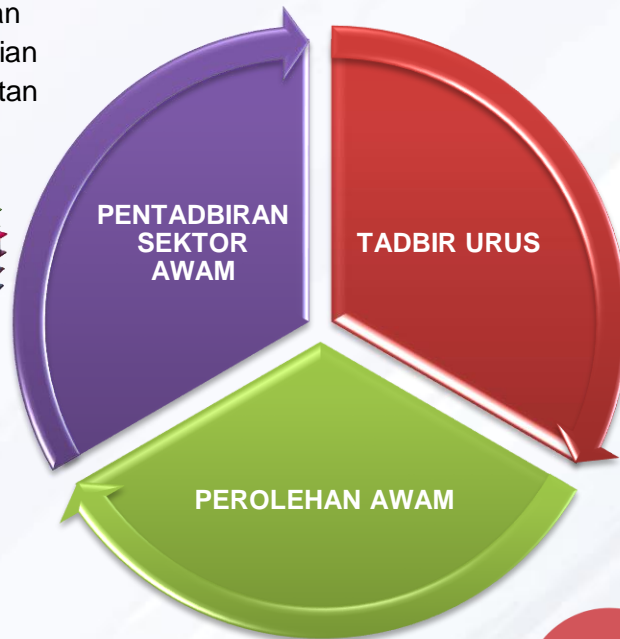 PENTADBIRAN
SEKTOR
AWAM
TADBIR URUS
PEROLEHAN AWAM